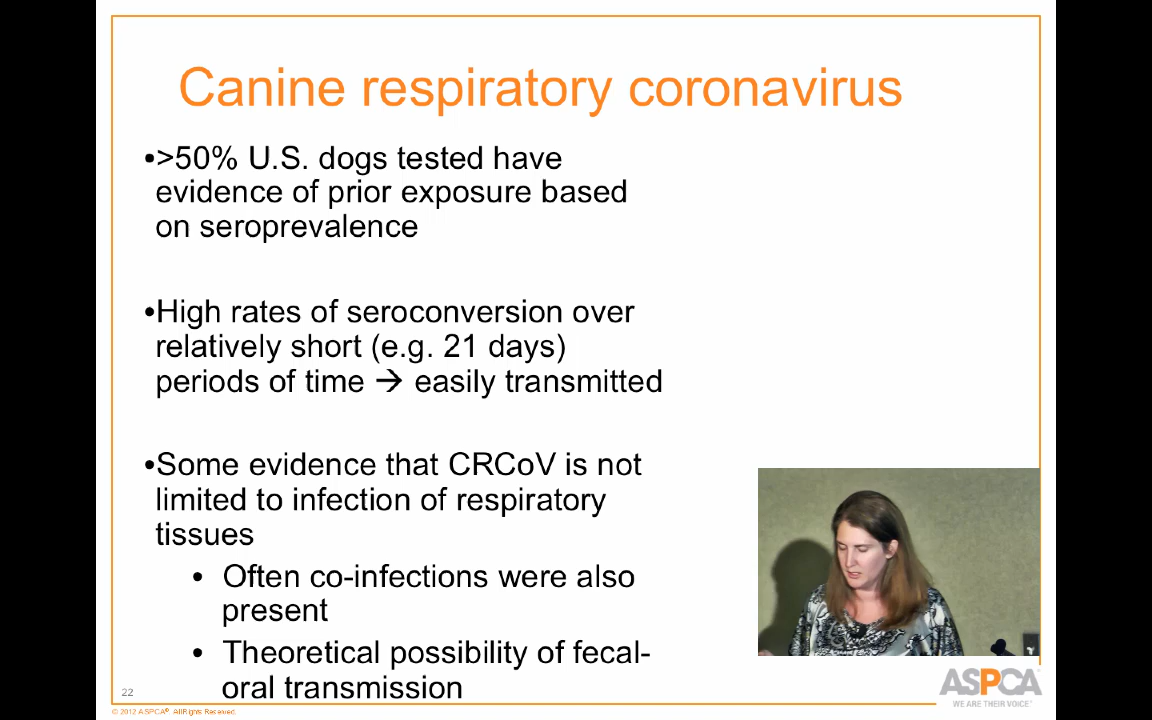 Canine respiratory coronavirus
•>50% U.S. dogs tested have
evidence of prior exposure based
on seroprevalence
•High rates of seroconversion over
relatively short (e.g. 21 days)
periods of time → easily transmitted
•Some evidence that CRCoV is not
limited to infection of respiratory
tissues
• Often co-infections were also
present
• Theoretical possibility of fecal-
oral transmission
22
© 2012 ASPCA®. All Rights Reserved.
ASPCA
WE ARE THEIR VOICE.